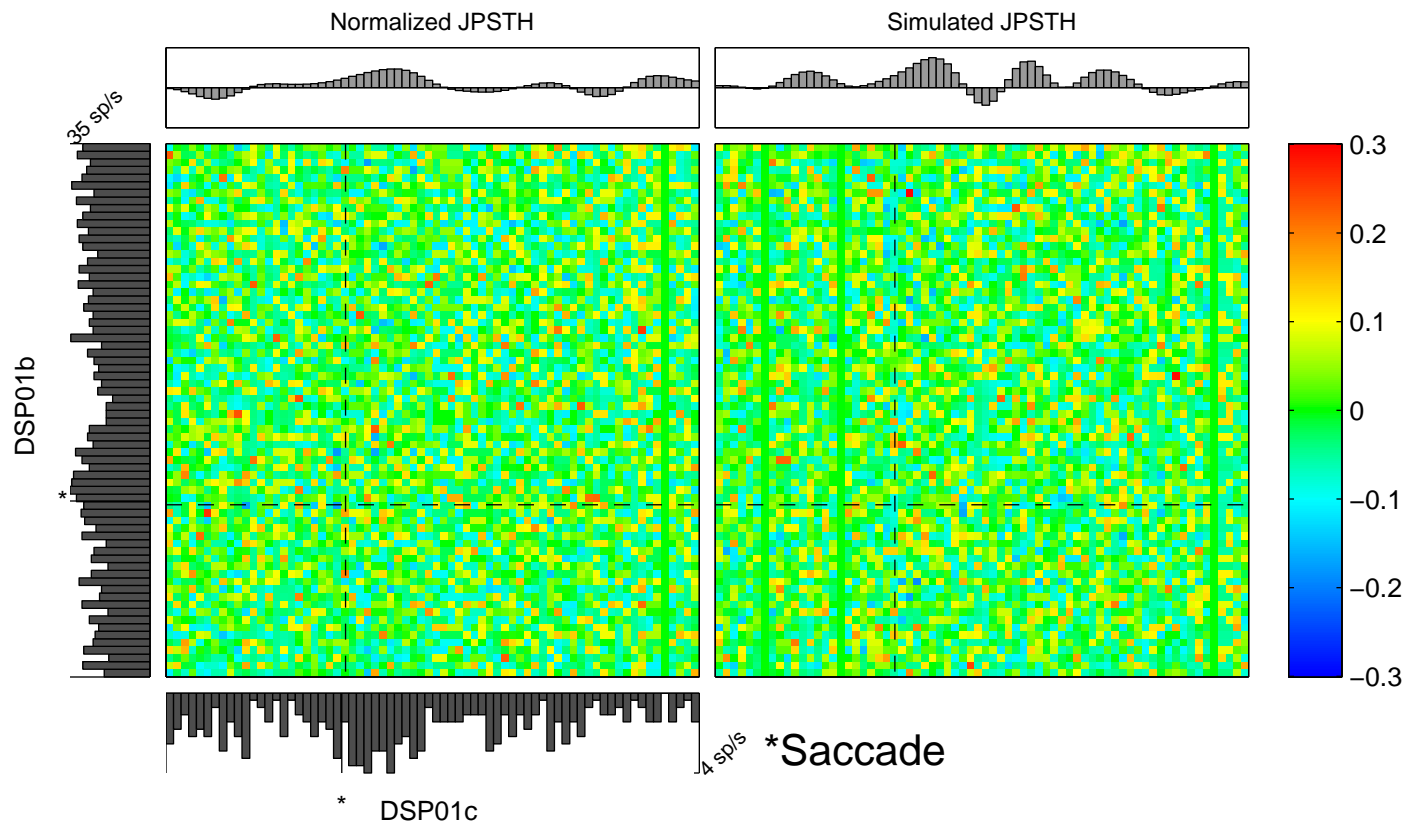 Normalized JPSTH
Simulated JPSTH
35 sp/s
DSP01b
*
0.3
0.2
0.1
0
−0.1
−0.2
−0.3
4 sp/s
*Saccade
*
DSP01c